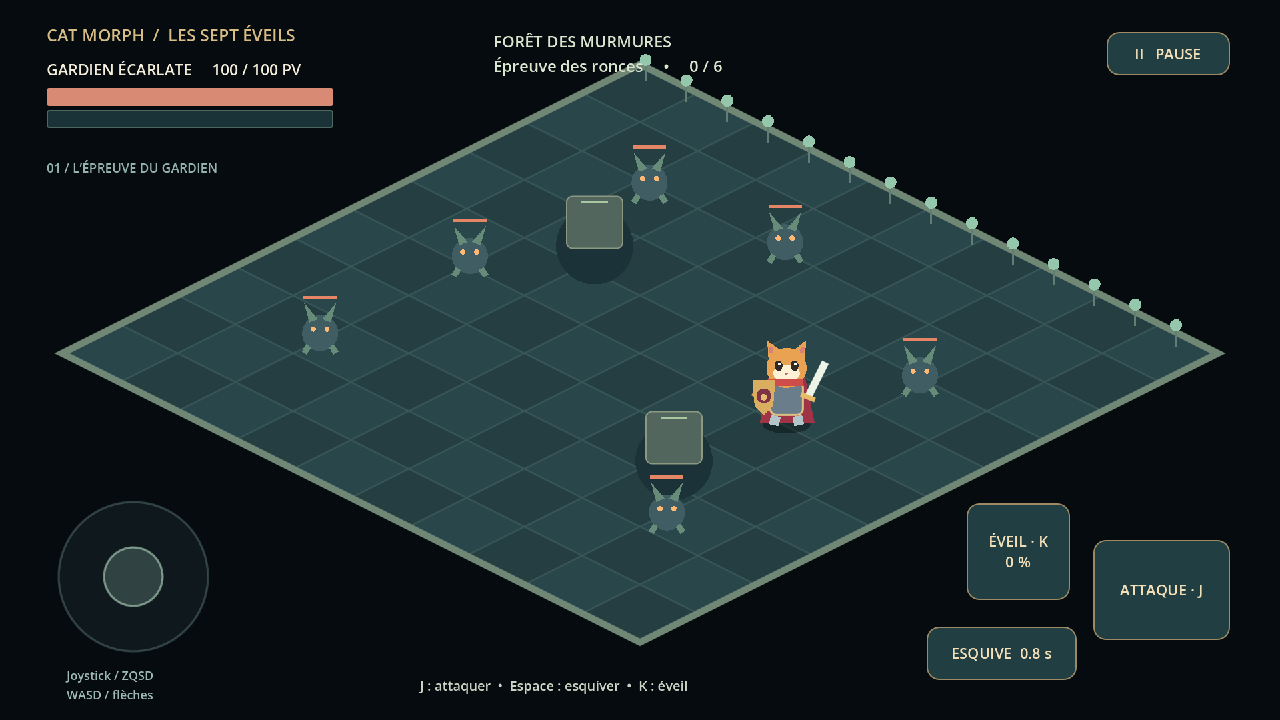 CAT MORPH / LES SEPT ÉVEILS
GARDIEN ÉCARLATE 100 / 100 PV
01 / L'ÉPREUVE DU GARDIEN
FORÊT DES MURMURES
Épreuve des ronces • 0 / 6
II PAUSE
ÉVEIL · K
0 %
ATTAQUE · J
ESQUIVE 0.8 s
Joystick / ZQSD
WASD / flèches
J : attaquer • Espace : esquiver • K : éveil